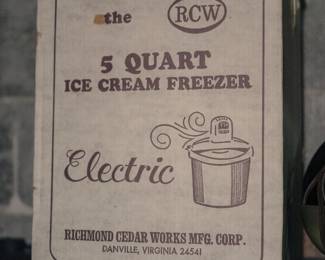 the RCW
5 QUART
ICE CREAM FREEZER
Electric
RICHMOND CEDAR WORKS MFG. CORP.
DANVILLE, VIRGINIA 24541